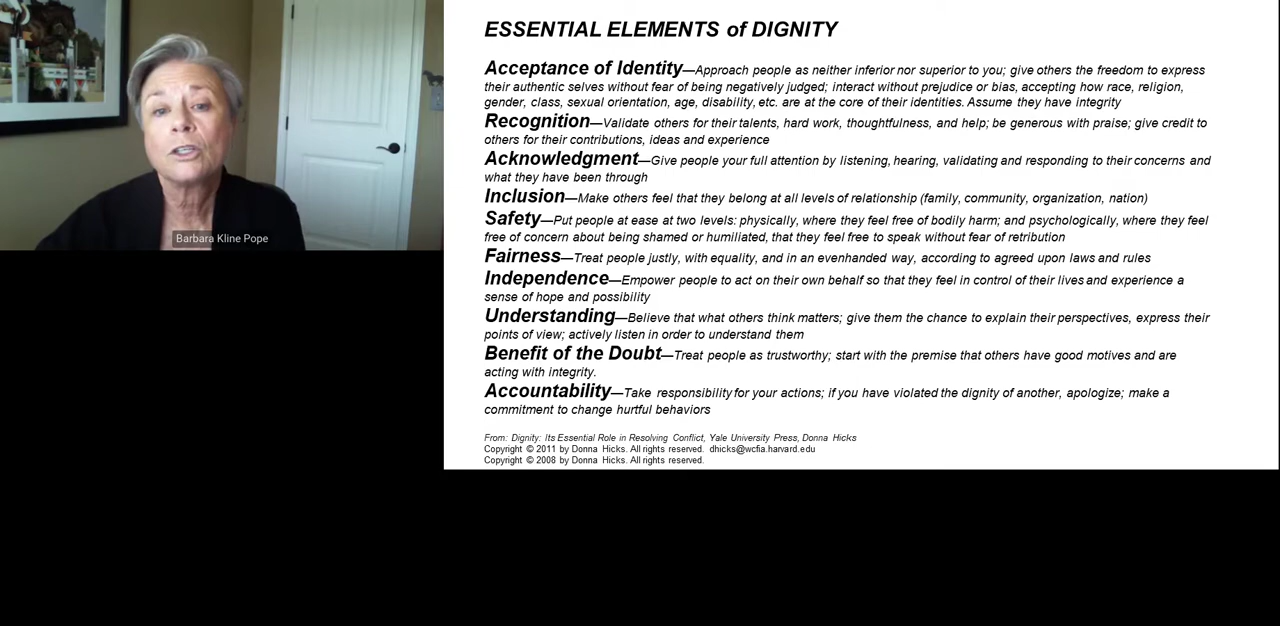 Barbara Kline Pope
ESSENTIAL ELEMENTS of DIGNITY
Acceptance of Identity—Approach people as neither inferior nor superior to you; give others the freedom to express
their authentic selves without fear of being negatively judged; interact without prejudice or bias, accepting how race, religion,
gender, class, sexual orientation, age, disability, etc. are at the core of their identities. Assume they have integrity
Recognition—Validate others for their talents, hard work, thoughtfulness, and help; be generous with praise; give credit to
others for their contributions, ideas and experience
Acknowledgment—Give people your full attention by listening, hearing, validating and responding to their concerns and
what they have been through
Inclusion—Make others feel that they belong at all levels of relationship (family, community, organization, nation)
Safety—Put people at ease at two levels: physically, where they feel free of bodily harm; and psychologically, where they feel
free of concern about being shamed or humiliated, that they feel free to speak without fear of retribution
Fairness—Treat people justly, with equality, and in an evenhanded way, according to agreed upon laws and rules
Independence—Empower people to act on their own behalf so that they feel in control of their lives and experience a
sense of hope and possibility
Understanding—Believe that what others think matters; give them the chance to explain their perspectives, express their
points of view; actively listen in order to understand them
Benefit of the Doubt—Treat people as trustworthy; start with the premise that others have good motives and are
acting with integrity.
Accountability—Take responsibility for your actions; if you have violated the dignity of another, apologize; make a
commitment to change hurtful behaviors
From: Dignity: Its Essential Role in Resolving Conflict, Yale University Press, Donna Hicks
Copyright © 2011 by Donna Hicks. All rights reserved. dhicks@wcfia.harvard.edu
Copyright © 2008 by Donna Hicks. All rights reserved.